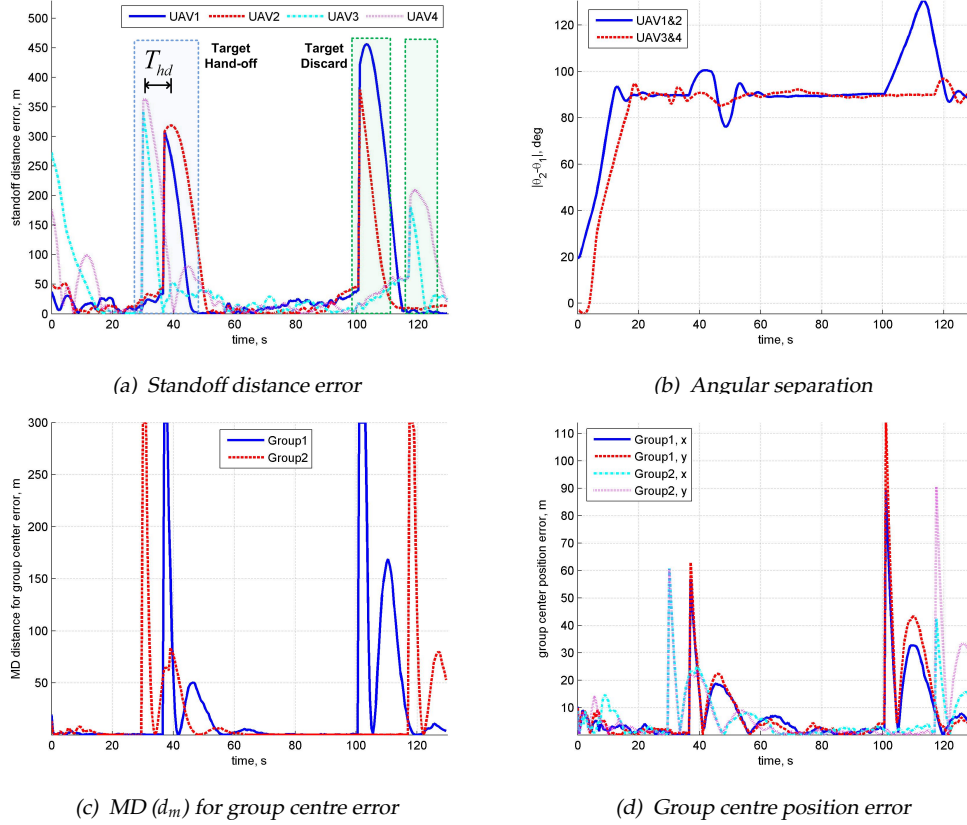 UAV1 UAV2 UAV3 UAV4
450
400
350
300
250
200
150
100
50
0
standoff distance error, m
T_hd
Target
Hand-off
Target
Discard
0 20 40 60 80 100 120
time, s
(a) Standoff distance error
UAV1&2
UAV3&4
120
100
80
60
40
20
0
|θ2-θ1|, deg
0 20 40 60 80 100 120
time, s
(b) Angular separation
Group1
Group2
300
250
200
150
100
50
MD distance for group center error, m
0 20 40 60 80 100 120
time, s
(c) MD (d_m) for group centre error
Group1, x
Group1, y
Group2, x
Group2, y
110
100
90
80
70
60
50
40
30
20
10
group center position error, m
0 20 40 60 80 100 120
time, s
(d) Group centre position error